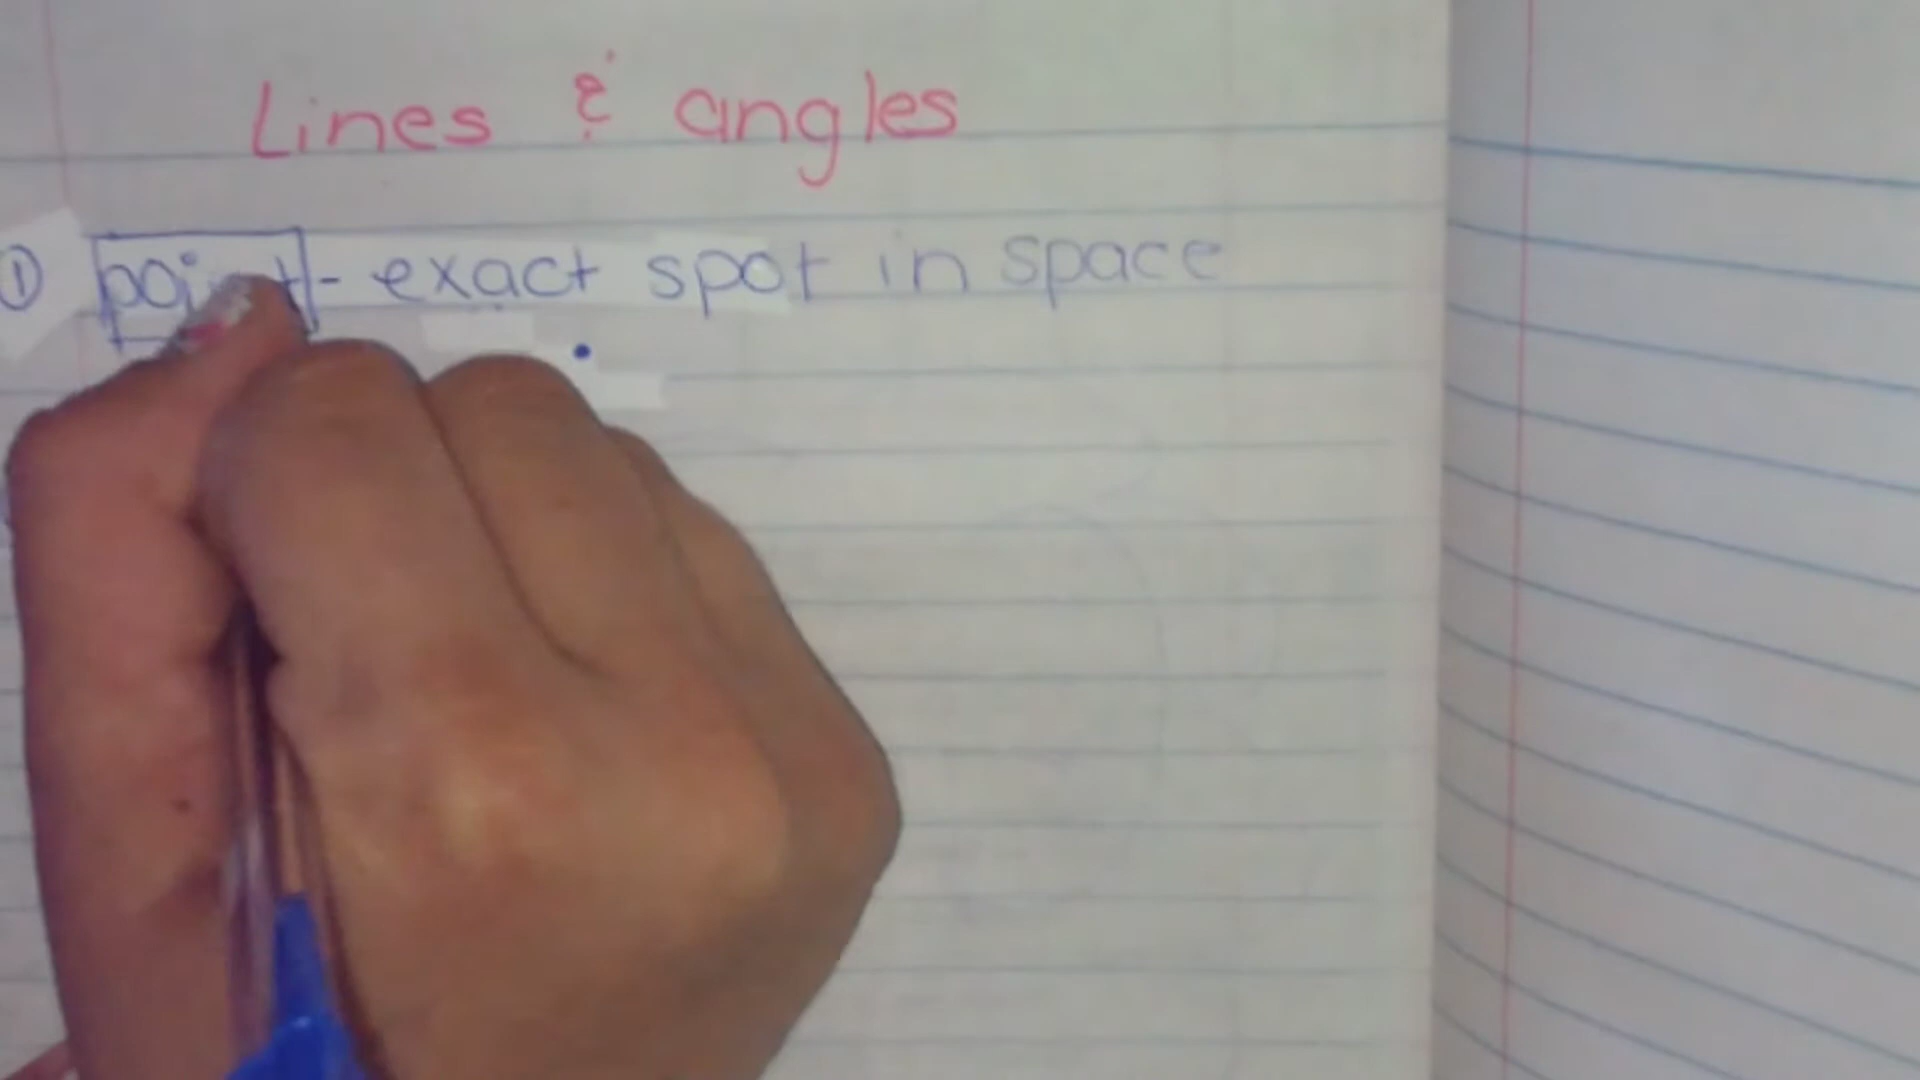 Lines & angles
① point - exact spot in space